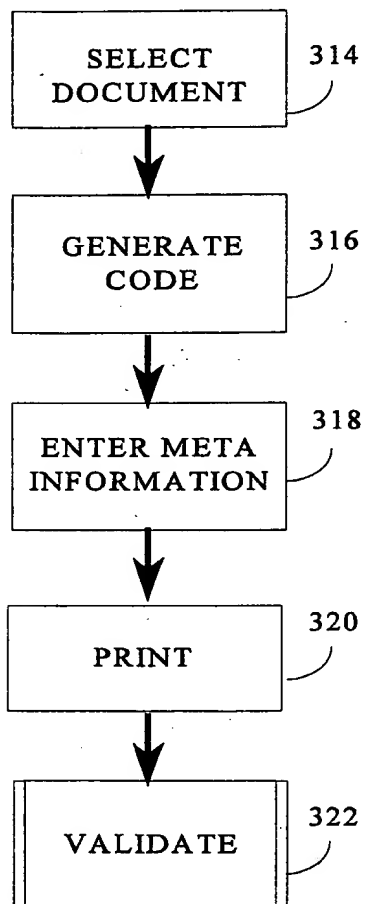 SELECT
DOCUMENT
314
GENERATE
CODE
316
ENTER META
INFORMATION
318
PRINT
320
VALIDATE
322